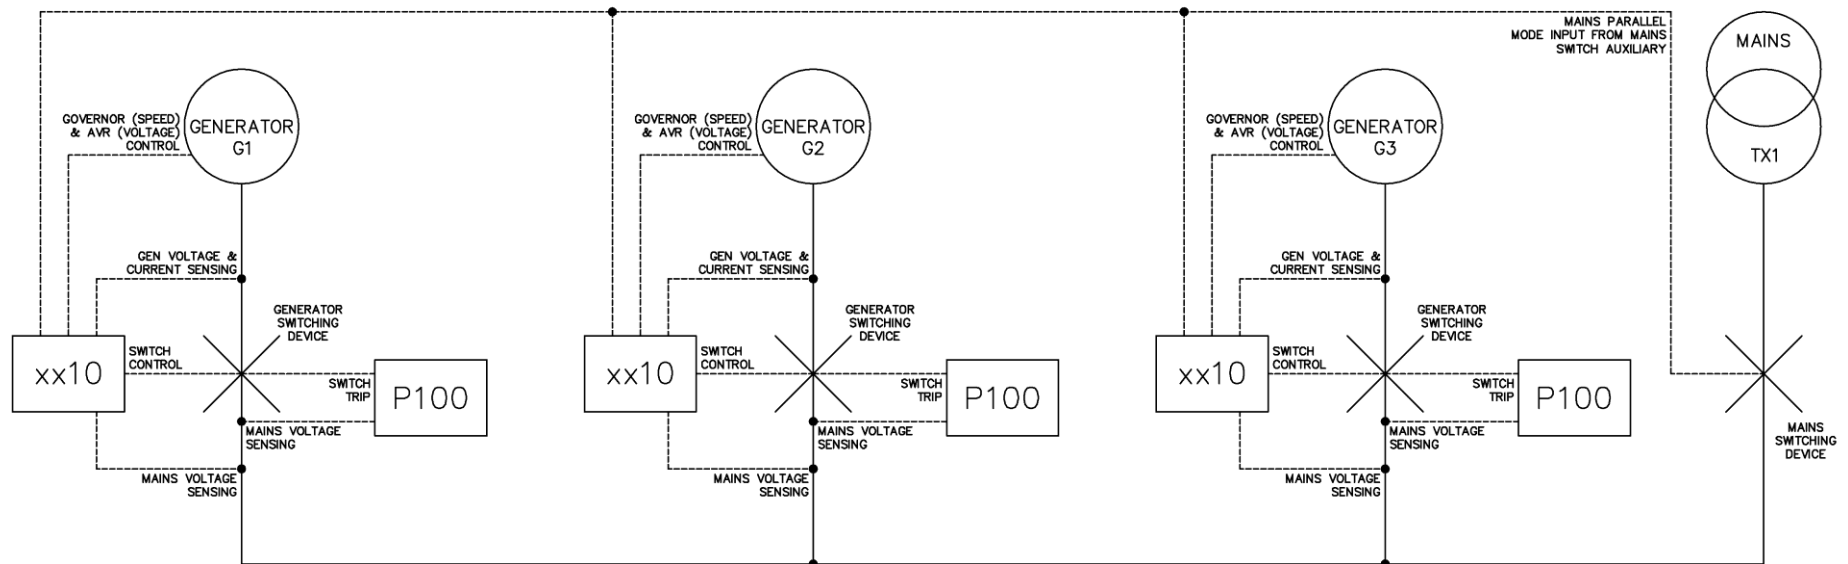 MAINS PARALLEL
MODE INPUT FROM MAINS
SWITCH AUXILIARY
MAINS
TX1
GOVERNOR (SPEED)
& AVR (VOLTAGE)
CONTROL
GENERATOR
G1
GOVERNOR (SPEED)
& AVR (VOLTAGE)
CONTROL
GENERATOR
G2
GOVERNOR (SPEED)
& AVR (VOLTAGE)
CONTROL
GENERATOR
G3
GEN VOLTAGE &
CURRENT SENSING
GENERATOR
SWITCHING
DEVICE
xx10
SWITCH
CONTROL
SWITCH
TRIP
P100
MAINS VOLTAGE
SENSING
MAINS VOLTAGE
SENSING
GEN VOLTAGE &
CURRENT SENSING
GENERATOR
SWITCHING
DEVICE
xx10
SWITCH
CONTROL
SWITCH
TRIP
P100
MAINS VOLTAGE
SENSING
MAINS VOLTAGE
SENSING
GEN VOLTAGE &
CURRENT SENSING
GENERATOR
SWITCHING
DEVICE
xx10
SWITCH
CONTROL
SWITCH
TRIP
P100
MAINS VOLTAGE
SENSING
MAINS VOLTAGE
SENSING
MAINS
SWITCHING
DEVICE